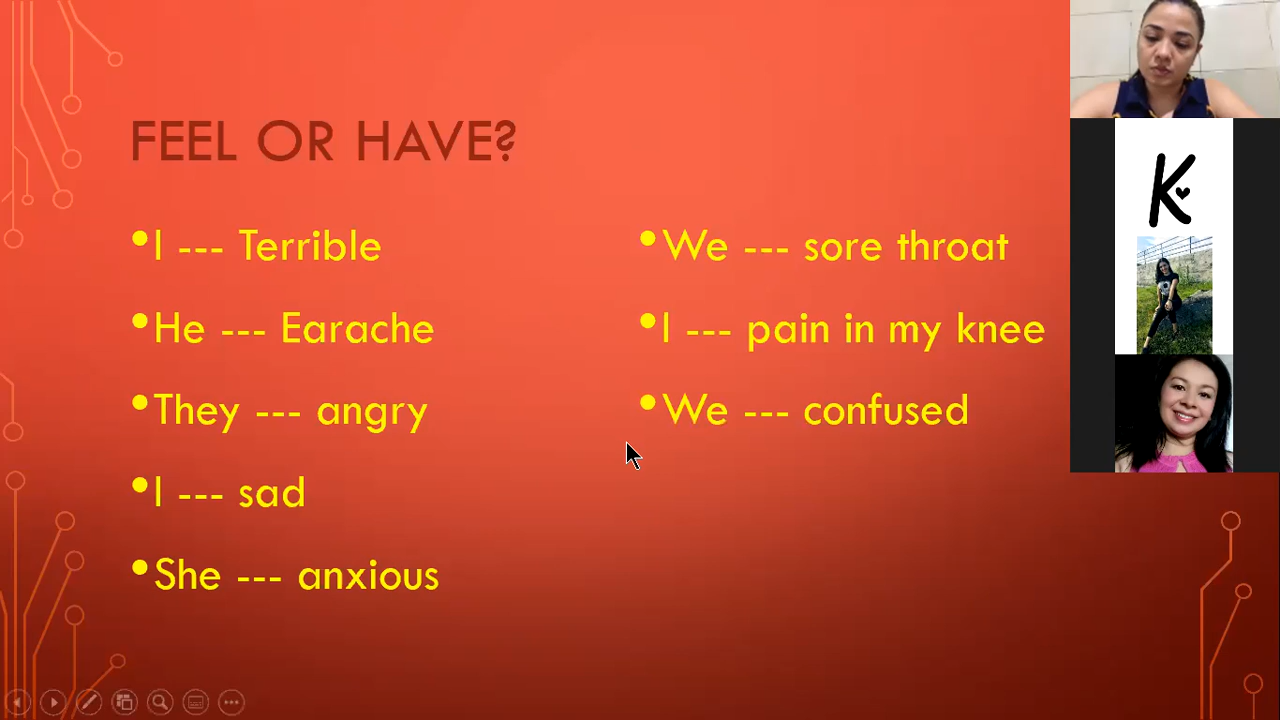 FEEL OR HAVE?
•I --- Terrible
•He --- Earache
•They --- angry
•I --- sad
•She --- anxious
•We --- sore throat
•I --- pain in my knee
•We --- confused
K